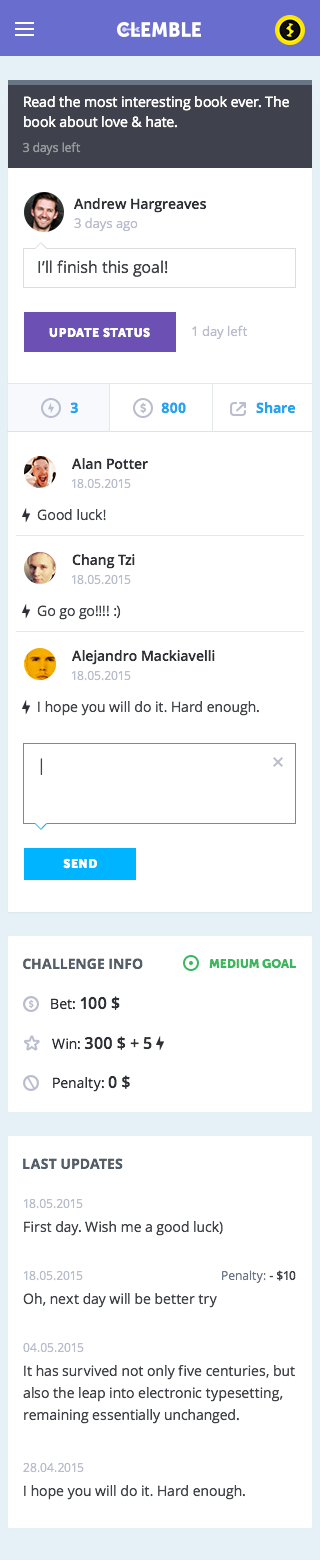 CLEMBLE
Read the most interesting book ever. The
book about love & hate.
3 days left
Andrew Hargreaves
3 days ago
I'll finish this goal!
UPDATE STATUS
1 day left
3
800
Share
Alan Potter
18.05.2015
Good luck!
Chang Tzi
18.05.2015
Go go go!!!! :)
Alejandro Mackiavelli
18.05.2015
I hope you will do it. Hard enough.
SEND
CHALLENGE INFO
MEDIUM GOAL
Bet: 100 $
Win: 300 $ + 5
Penalty: 0 $
LAST UPDATES
18.05.2015
First day. Wish me a good luck)
18.05.2015
Penalty: - $10
Oh, next day will be better try
04.05.2015
It has survived not only five centuries, but
also the leap into electronic typesetting,
remaining essentially unchanged.
28.04.2015
I hope you will do it. Hard enough.